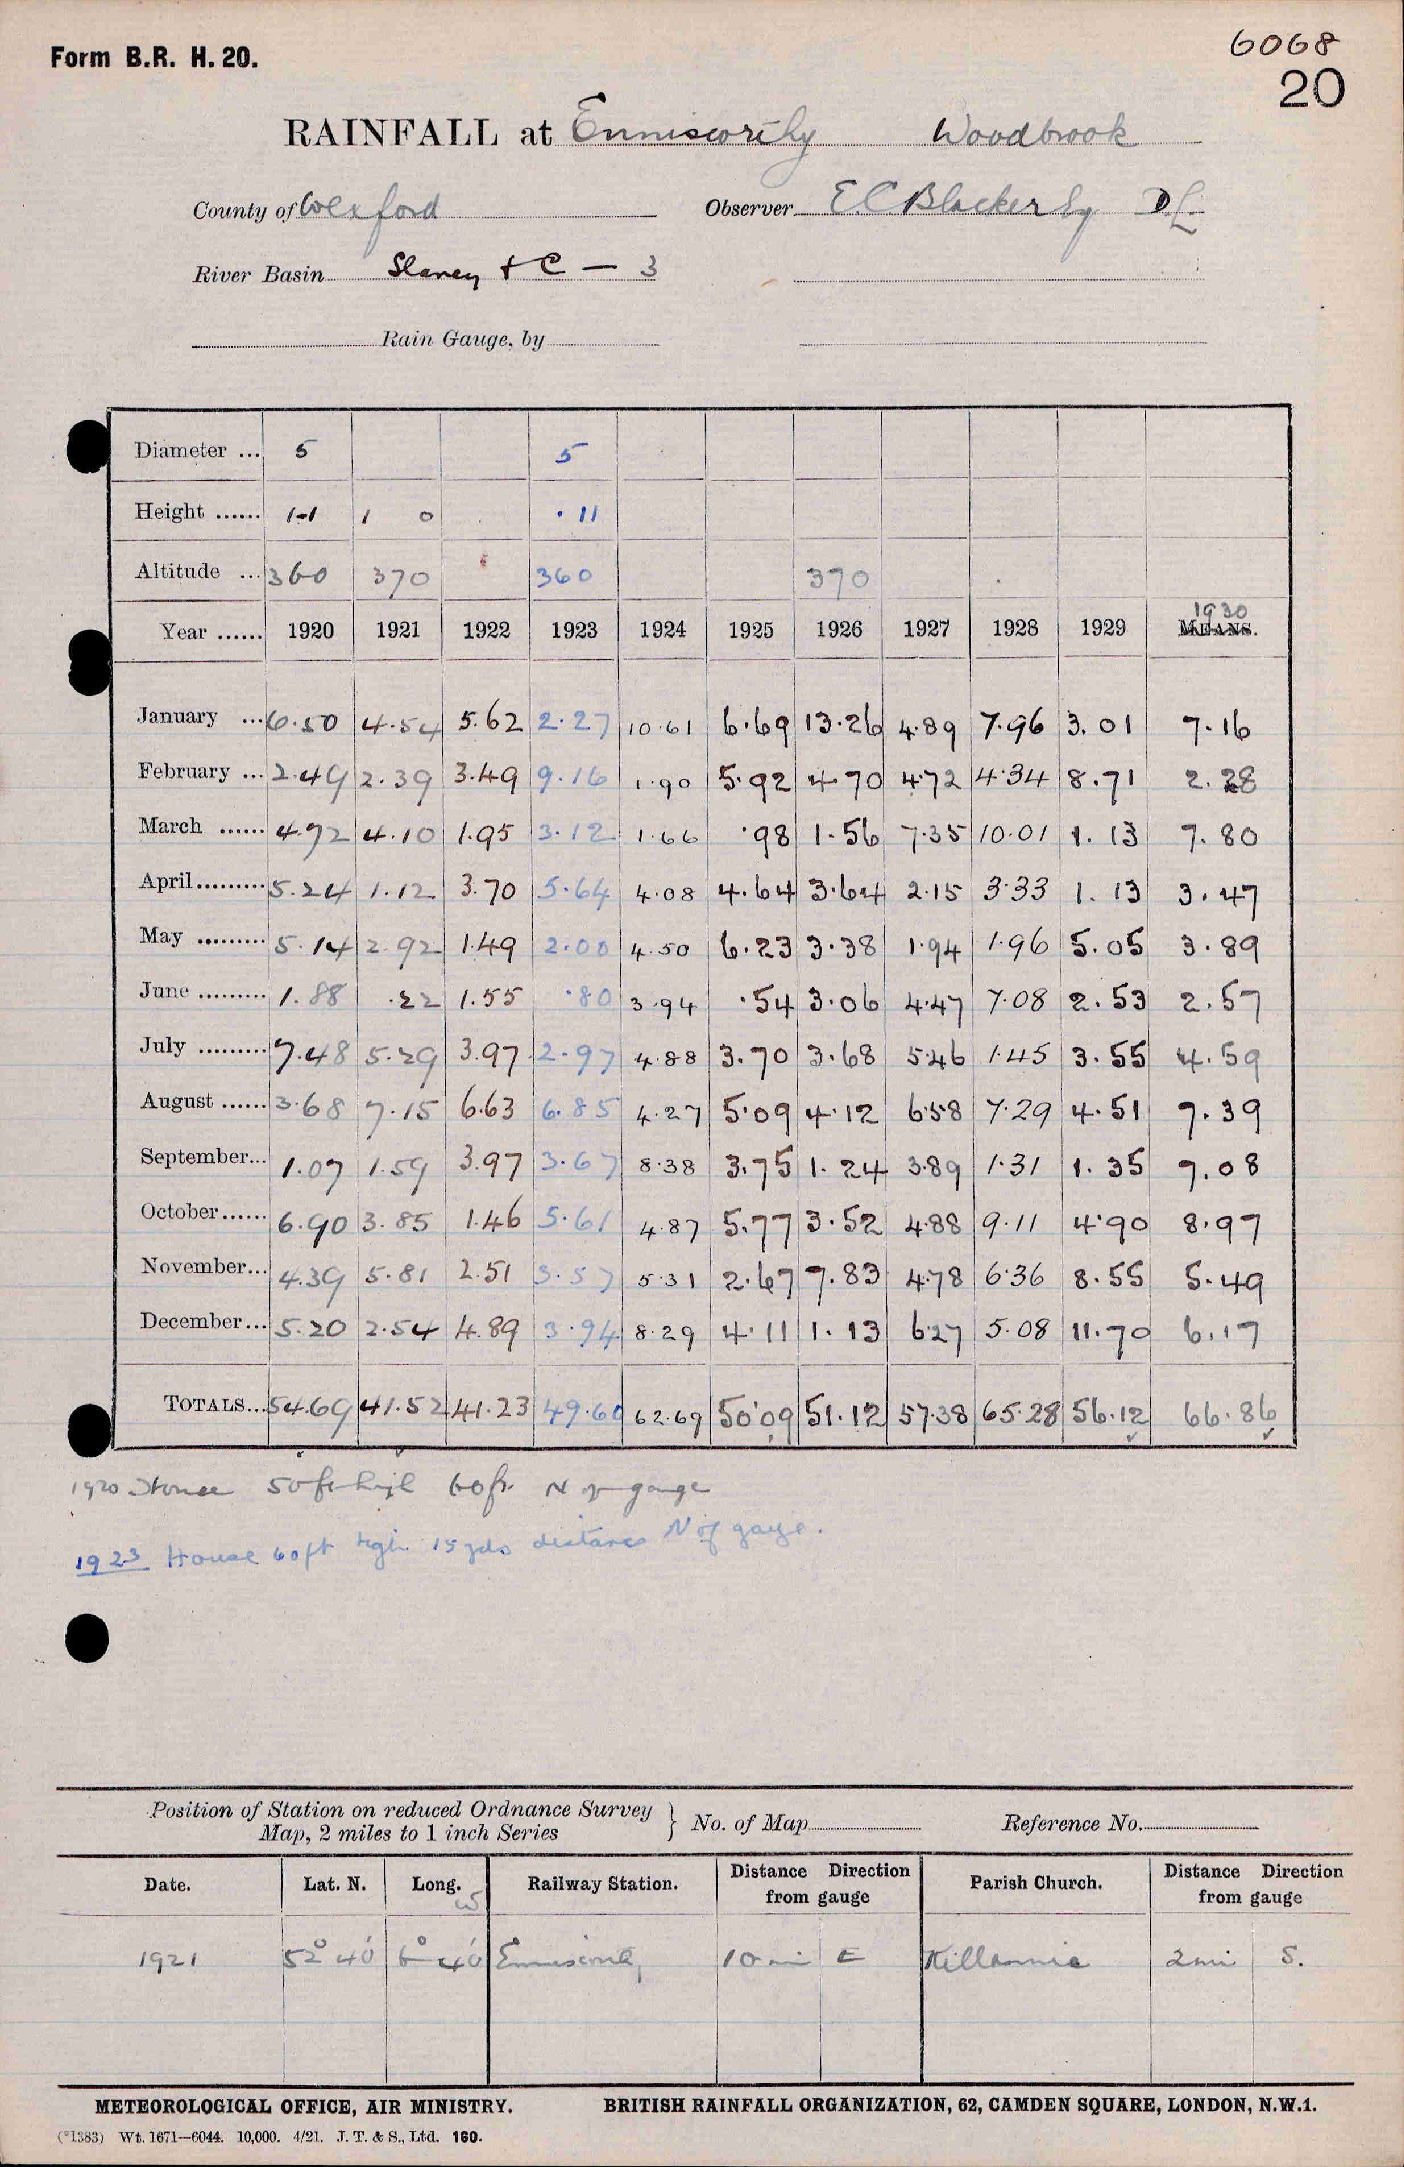 Form B.R. H. 20.
6068
20
RAINFALL at Enniscorthy Woodbrook
County of Wexford Observer E C Blacker Esq D.L.
River Basin Slaney + C — 3
Rain Gauge, by
Diameter ... 5 5
Height ...... 1-1 1 0 · 11
Altitude ... 360 370 360 370
1930
Year ...... 1920 1921 1922 1923 1924 1925 1926 1927 1928 1929 MEANS.
January ... 6.50 4.54 5.62 2.27 10.61 6.69 13.26 4.89 7.96 3.01 7.16
February ... 2.49 2.39 3.49 9.16 1.90 5.92 4.70 4.72 4.34 8.71 2.28
March ...... 4.72 4.10 1.95 3.12 1.66 .98 1.56 7.35 10.01 1.13 7.80
April......... 5.24 1.12 3.70 5.64 4.08 4.64 3.64 2.15 3.33 1.13 3.47
May ......... 5.14 2.92 1.49 2.00 4.50 6.23 3.38 1.94 1.96 5.05 3.89
June ......... 1.88 .22 1.55 .80 3.94 .54 3.06 4.47 7.08 2.53 2.57
July ......... 7.48 5.29 3.97 2.97 4.88 3.70 3.68 5.46 1.45 3.55 4.59
August ...... 3.68 7.15 6.63 6.85 4.27 5.09 4.12 6.58 7.29 4.51 7.39
September... 1.07 1.59 3.97 3.67 8.38 3.75 1.24 3.89 1.31 1.35 7.08
October...... 6.90 3.85 1.46 5.61 4.87 5.77 3.52 4.88 9.11 4.90 8.97
November... 4.39 5.81 2.51 3.57 5.31 2.67 7.83 4.78 6.36 8.55 5.49
December... 5.20 2.54 4.89 3.94 8.29 4.11 1.13 6.27 5.08 11.70 6.17
TOTALS... 54.69 41.52 41.23 49.60 62.69 50.09 51.12 57.38 65.28 56.12 66.86
1920 House 50 ft high 60 ft N of gauge
1923 House 60 ft high 15 yds distance N of gauge.
Position of Station on reduced Ordnance Survey Map, 2 miles to 1 inch Series } No. of Map Reference No.
Date. Lat. N. Long. W Railway Station. Distance Direction from gauge Parish Church. Distance Direction from gauge
1921 52° 40' 6° 40' 10 mi E 2 mi S.
METEOROLOGICAL OFFICE, AIR MINISTRY. BRITISH RAINFALL ORGANIZATION, 62, CAMDEN SQUARE, LONDON, N.W.1.
(*1383) Wt. 1671—6044. 10,000. 4/21. J. T. & S., Ltd. 160.